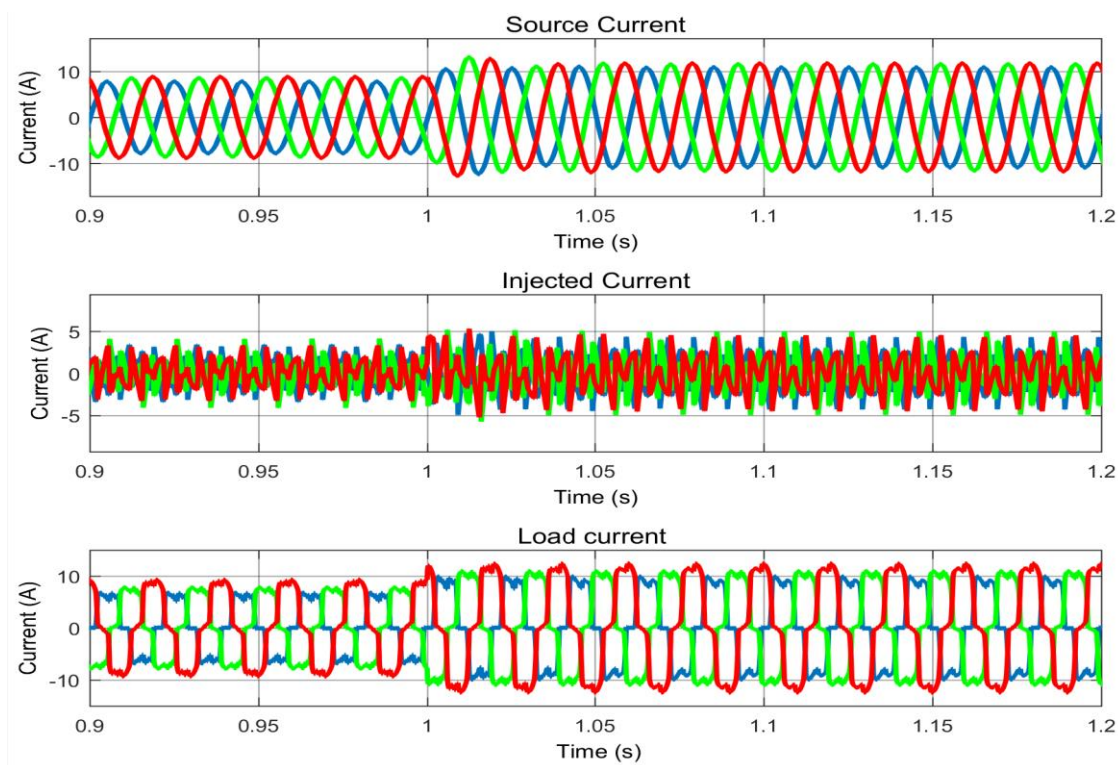 Source Current
Current (A)
10
0
-10
0.9 0.95 1 1.05 1.1 1.15 1.2
Time (s)
Injected Current
Current (A)
5
0
-5
0.9 0.95 1 1.05 1.1 1.15 1.2
Time (s)
Load current
Current (A)
10
0
-10
0.9 0.95 1 1.05 1.1 1.15 1.2
Time (s)